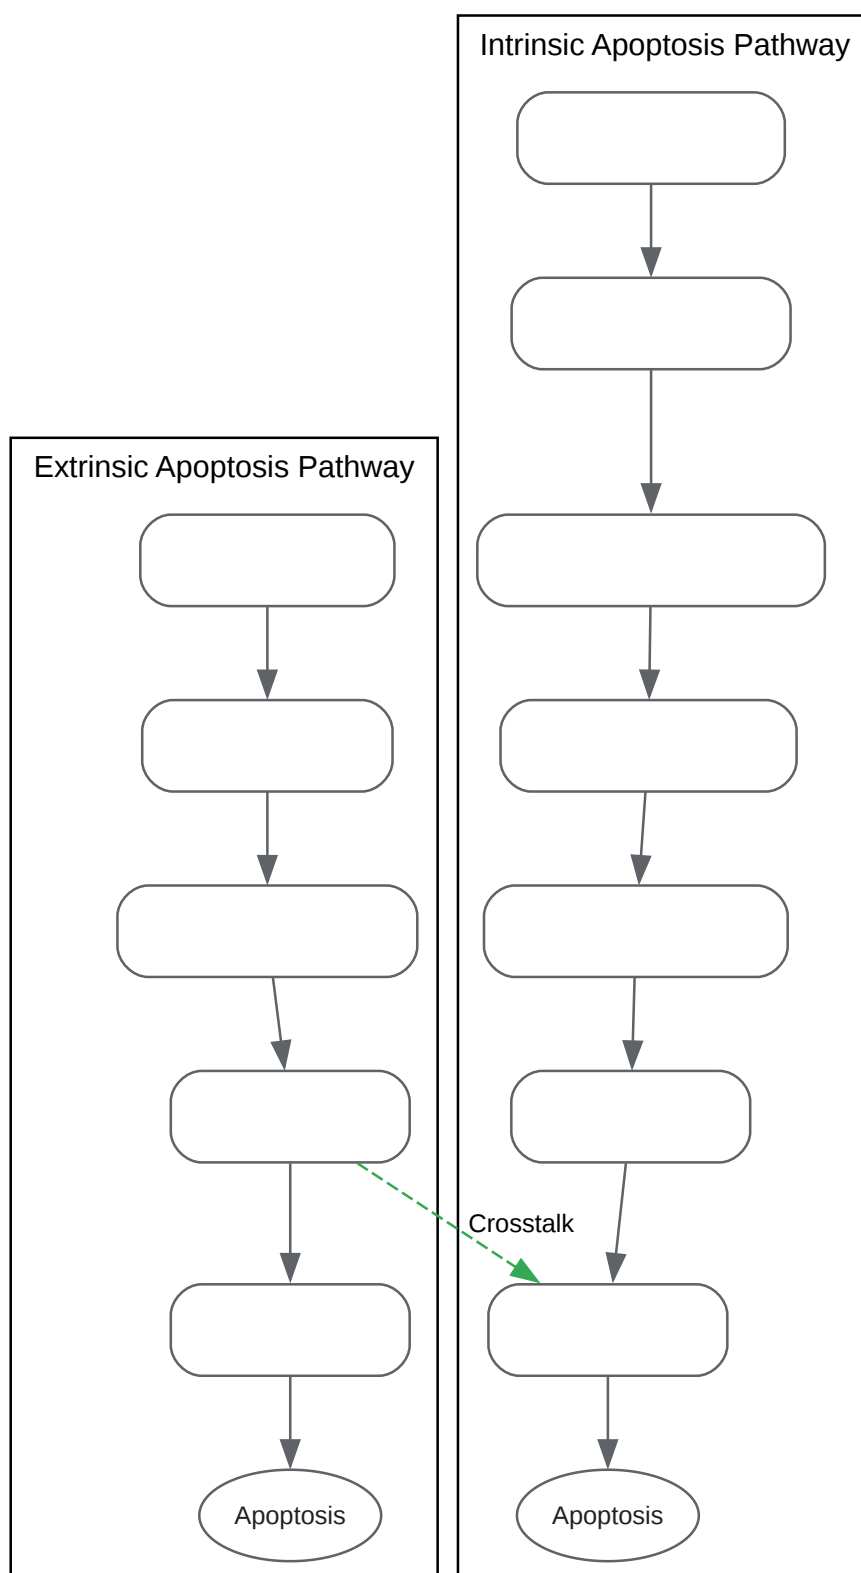 Intrinsic Apoptosis Pathway
Extrinsic Apoptosis Pathway
Crosstalk
Apoptosis
Apoptosis